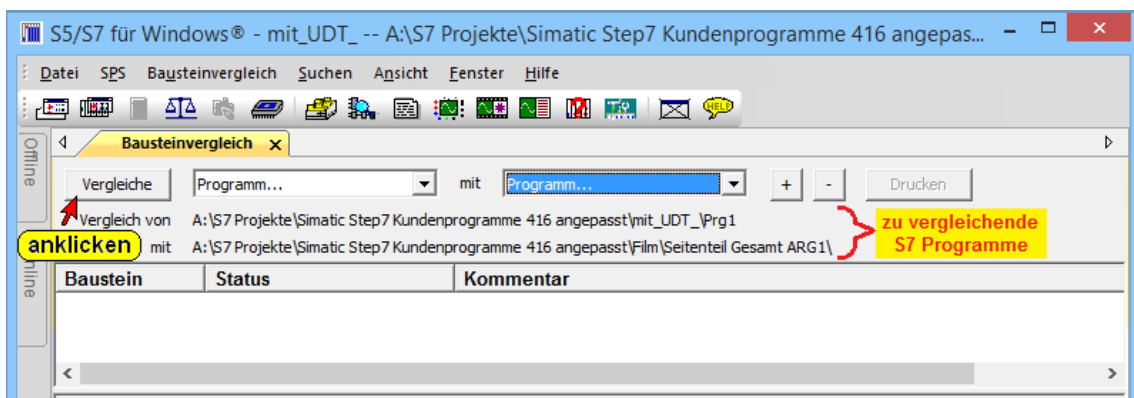 S5/S7 für Windows® - mit_UDT_ -- A:\S7 Projekte\Simatic Step7 Kundenprogramme 416 angepas...
Datei SPS Bausteinvergleich Suchen Ansicht Fenster Hilfe
HELP
Offline
Bausteinvergleich x
Vergleiche Programm... mit Programm... + - Drucken
Vergleich von A:\S7 Projekte\Simatic Step7 Kundenprogramme 416 angepasst\mit_UDT_\Prg1
anklicken mit A:\S7 Projekte\Simatic Step7 Kundenprogramme 416 angepasst\Film\Seitenteil Gesamt ARG1\
zu vergleichende
S7 Programme
Baustein Status Kommentar